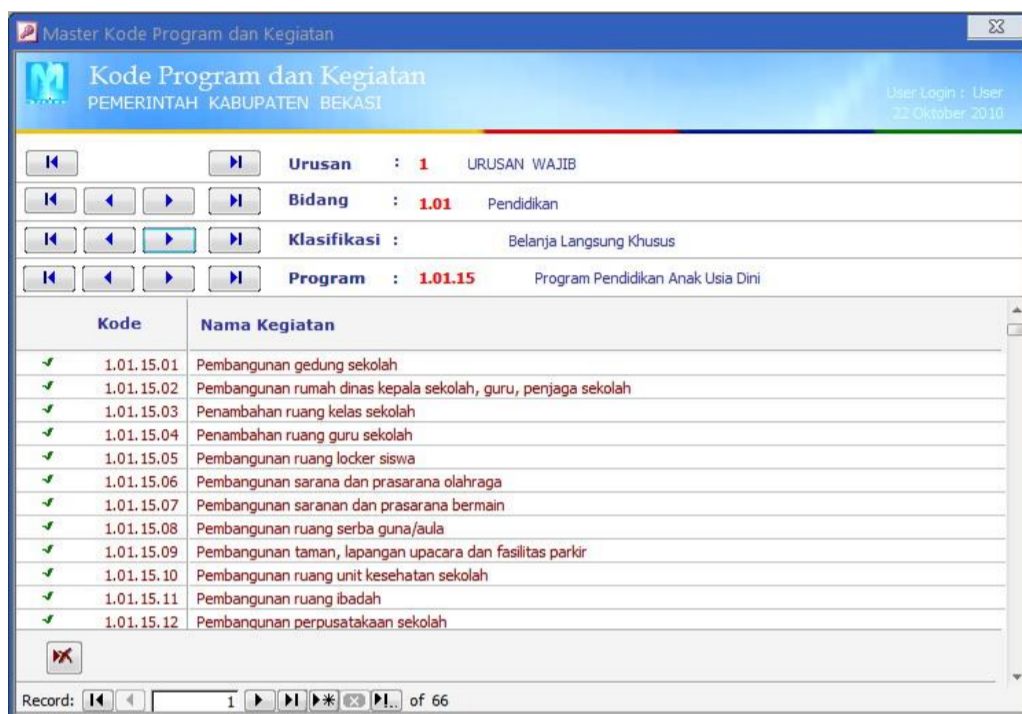 Master Kode Program dan Kegiatan
Kode Program dan Kegiatan
PEMERINTAH KABUPATEN BEKASI
User Login : User
22 Oktober 2010
Urusan : 1 URUSAN WAJIB
Bidang : 1.01 Pendidikan
Klasifikasi : Belanja Langsung Khusus
Program : 1.01.15 Program Pendidikan Anak Usia Dini
Kode Nama Kegiatan
1.01.15.01 Pembangunan gedung sekolah
1.01.15.02 Pembangunan rumah dinas kepala sekolah, guru, penjaga sekolah
1.01.15.03 Penambahan ruang kelas sekolah
1.01.15.04 Penambahan ruang guru sekolah
1.01.15.05 Pembangunan ruang locker siswa
1.01.15.06 Pembangunan sarana dan prasarana olahraga
1.01.15.07 Pembangunan saranan dan prasarana bermain
1.01.15.08 Pembangunan ruang serba guna/aula
1.01.15.09 Pembangunan taman, lapangan upacara dan fasilitas parkir
1.01.15.10 Pembangunan ruang unit kesehatan sekolah
1.01.15.11 Pembangunan ruang ibadah
1.01.15.12 Pembangunan perpusatakaan sekolah
Record: 1 of 66